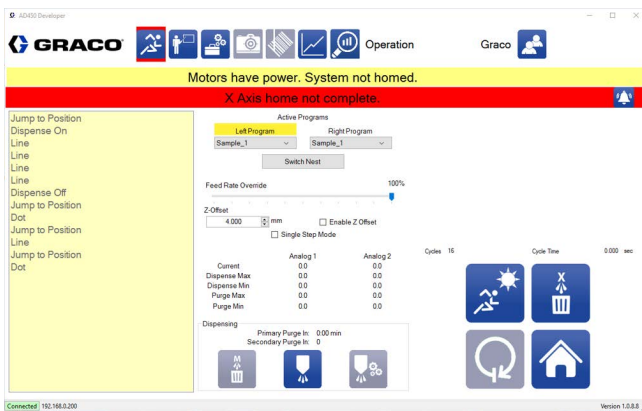 AD450 Developer
GRACO
Operation
Graco
Motors have power. System not homed.
X Axis home not complete.
Jump to Position
Dispense On
Line
Line
Line
Line
Dispense Off
Jump to Position
Dot
Jump to Position
Line
Jump to Position
Dot
Active Programs
Left Program Right Program
Sample_1 Sample_1
Switch Nest
Feed Rate Override 100%
Z-Offset
4.000 mm Enable Z Offset
Single Step Mode
Analog 1 Analog 2
Current 0.0 0.0
Dispense Max 0.0 0.0
Dispense Min 0.0 0.0
Purge Max 0.0 0.0
Purge Min 0.0 0.0
Dispensing
Primary Purge In: 0:00 min
Secondary Purge In: 0
M
Cycles 16 Cycle Time 0.000 sec
X
Connected 192.168.0.200 Version 1.0.8.8